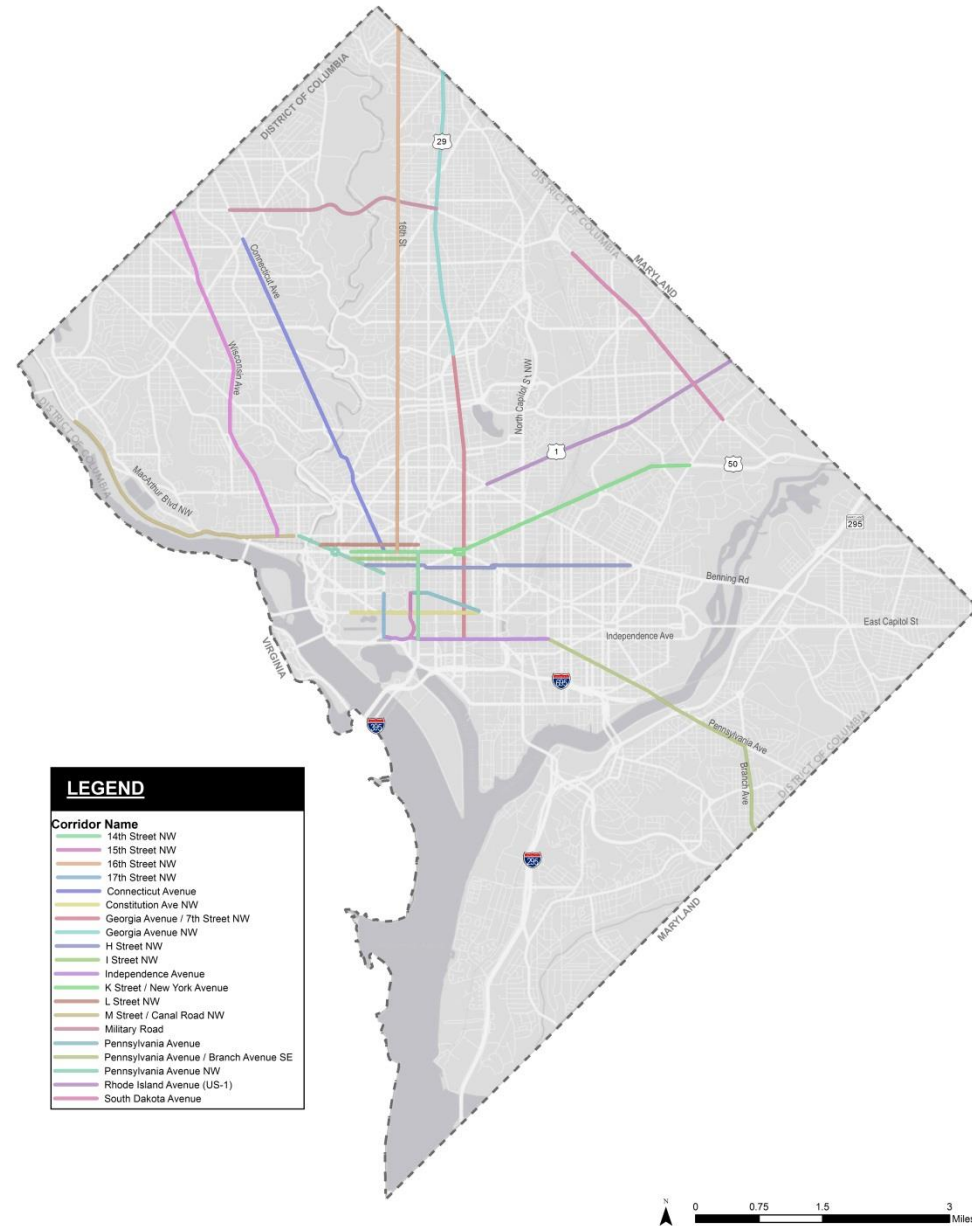 DISTRICT OF COLUMBIA
29
DISTRICT OF COLUMBIA
MARYLAND
16th St
Connecticut Ave
Wisconsin Ave
North Capitol St NW
DISTRICT OF COLUMBIA
MacArthur Blvd NW
1
50
295
Benning Rd
East Capitol St
Independence Ave
VIRGINIA
695
395
Pennsylvania Ave
Branch Ave
DISTRICT OF COLUMBIA
295
MARYLAND
LEGEND
Corridor Name
14th Street NW
15th Street NW
16th Street NW
17th Street NW
Connecticut Avenue
Constitution Ave NW
Georgia Avenue / 7th Street NW
Georgia Avenue NW
H Street NW
I Street NW
Independence Avenue
K Street / New York Avenue
L Street NW
M Street / Canal Road NW
Military Road
Pennsylvania Avenue
Pennsylvania Avenue / Branch Avenue SE
Pennsylvania Avenue NW
Rhode Island Avenue (US-1)
South Dakota Avenue
N
0 0.75 1.5 3
Miles